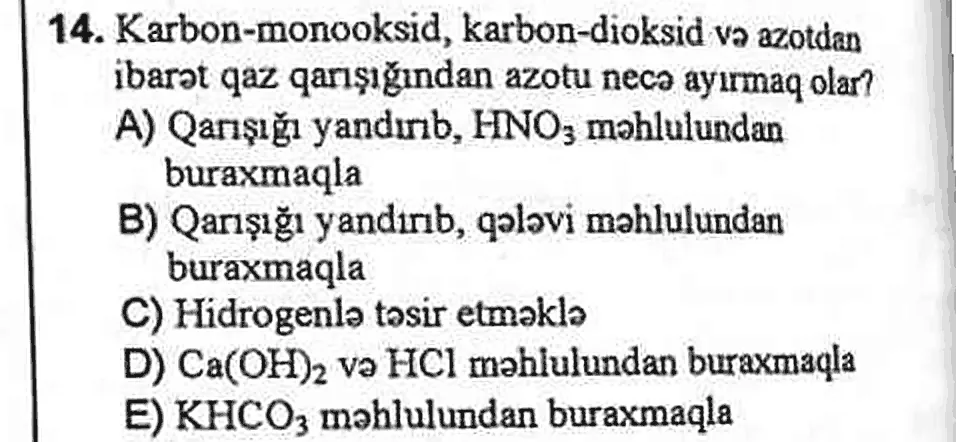 14. Karbon-monooksid, karbon-dioksid və azotdan
ibarət qaz qarışığından azotu necə ayırmaq olar?
A) Qarışığı yandırıb, HNO₃ məhlulundan
buraxmaqla
B) Qarışığı yandırıb, qələvi məhlulundan
buraxmaqla
C) Hidrogenlə təsir etməklə
D) Ca(OH)₂ və HCl məhlulundan buraxmaqla
E) KHCO₃ məhlulundan buraxmaqla